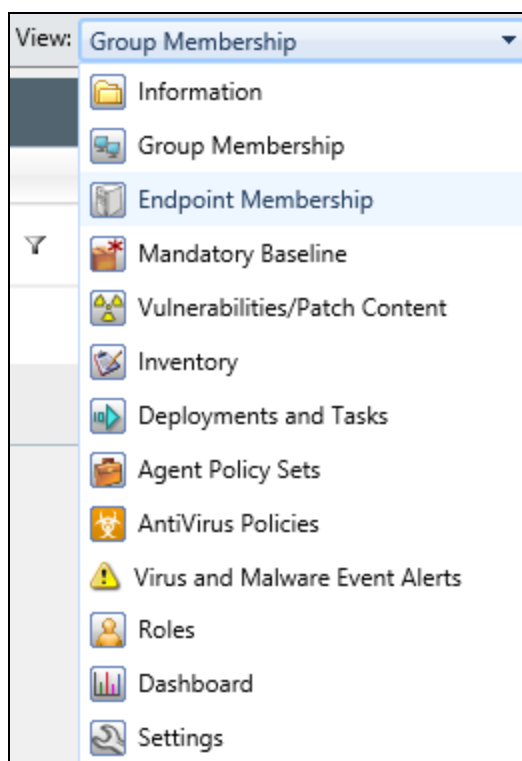 View: Group Membership
Information
Group Membership
Endpoint Membership
Mandatory Baseline
Vulnerabilities/Patch Content
Inventory
Deployments and Tasks
Agent Policy Sets
AntiVirus Policies
Virus and Malware Event Alerts
Roles
Dashboard
Settings